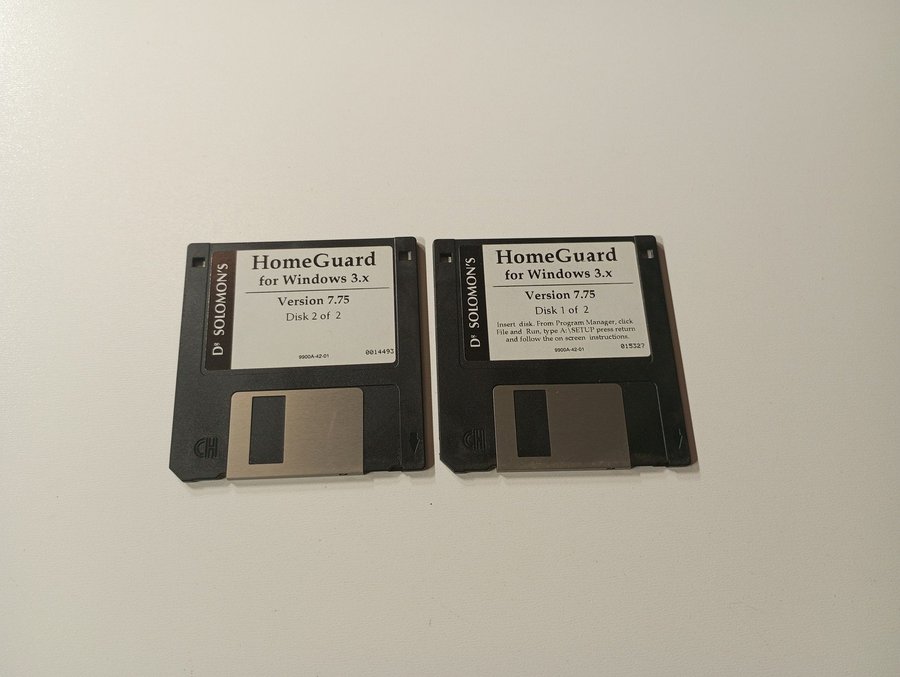 Dr SOLOMON'S
HomeGuard
for Windows 3.x
Version 7.75
Disk 2 of 2
9900A-42-01
0014493
CH
Dr SOLOMON'S
HomeGuard
for Windows 3.x
Version 7.75
Disk 1 of 2
Insert disk. From Program Manager, click
File and Run, type A:\SETUP press return
and follow the on screen instructions.
9900A-42-01
015327
CH